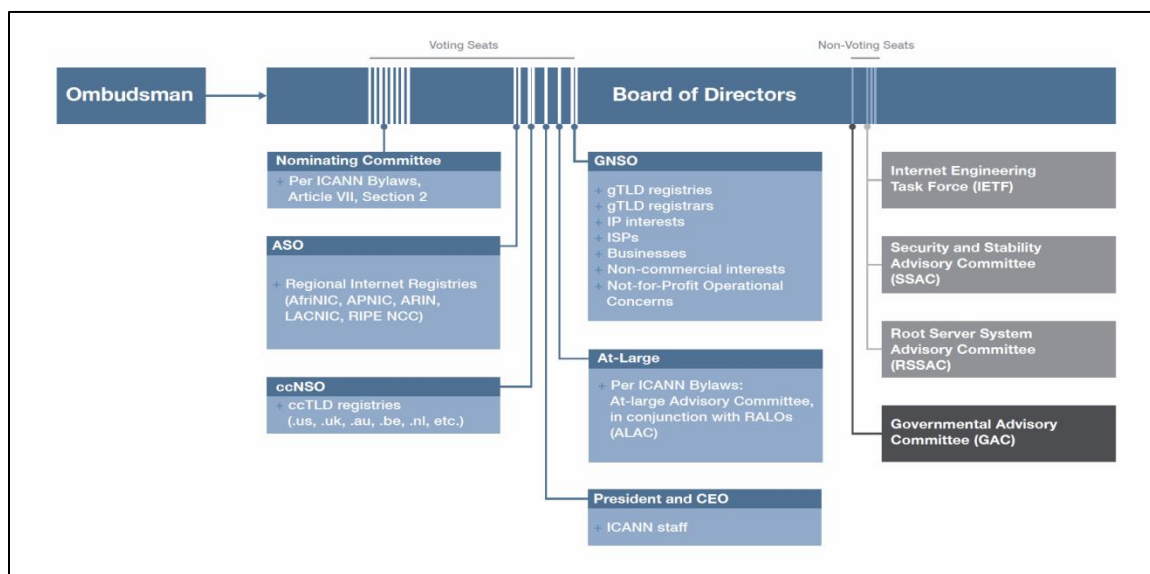 Voting Seats
Non-Voting Seats
Ombudsman
Board of Directors
Nominating Committee
+ Per ICANN Bylaws,
Article VII, Section 2
ASO
+ Regional Internet Registries
(AfriNIC, APNIC, ARIN,
LACNIC, RIPE NCC)
ccNSO
+ ccTLD registries
(.us, .uk, .au, .be, .nl, etc.)
GNSO
+ gTLD registries
+ gTLD registrars
+ IP interests
+ ISPs
+ Businesses
+ Non-commercial interests
+ Not-for-Profit Operational
Concerns
At-Large
+ Per ICANN Bylaws:
At-large Advisory Committee,
in conjunction with RALOs
(ALAC)
President and CEO
+ ICANN staff
Internet Engineering
Task Force (IETF)
Security and Stability
Advisory Committee
(SSAC)
Root Server System
Advisory Committee
(RSSAC)
Governmental Advisory
Committee (GAC)